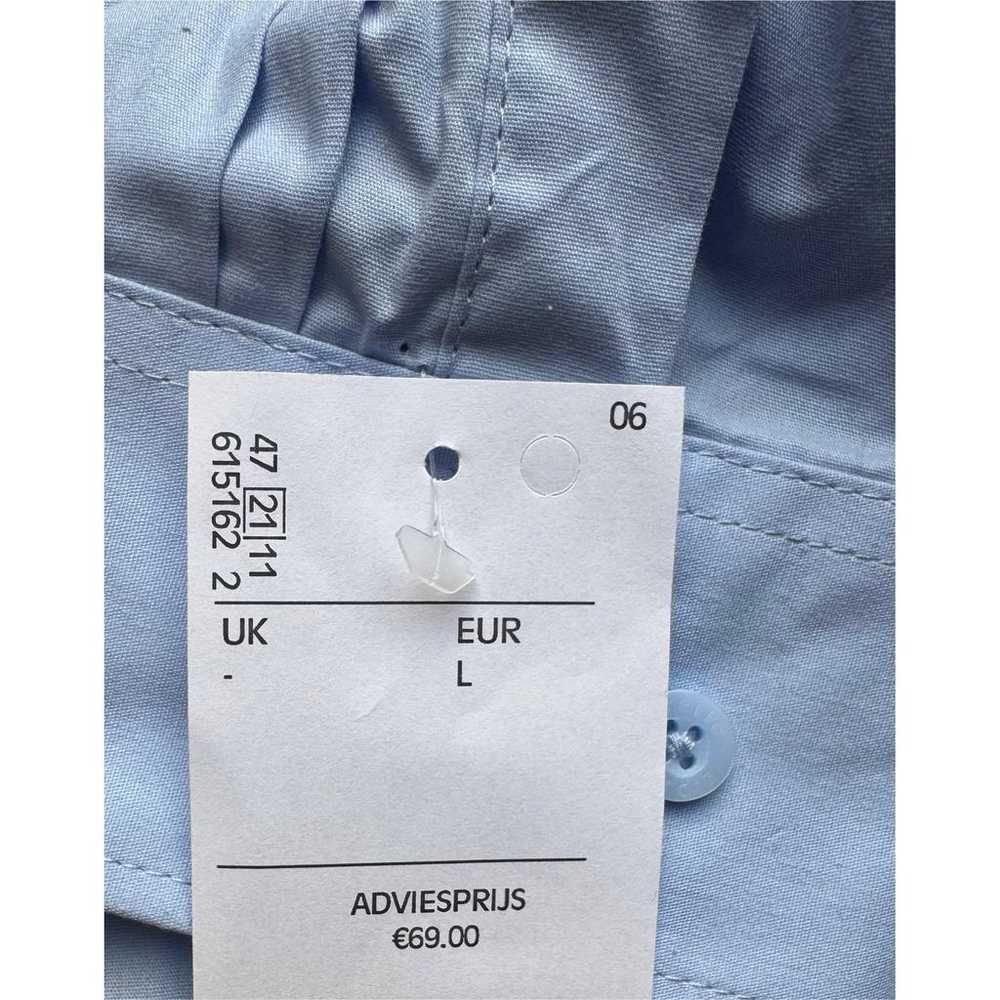 06
47 21 11
615162 2
UK EUR
- L
ADVIESPRIJS
€69.00